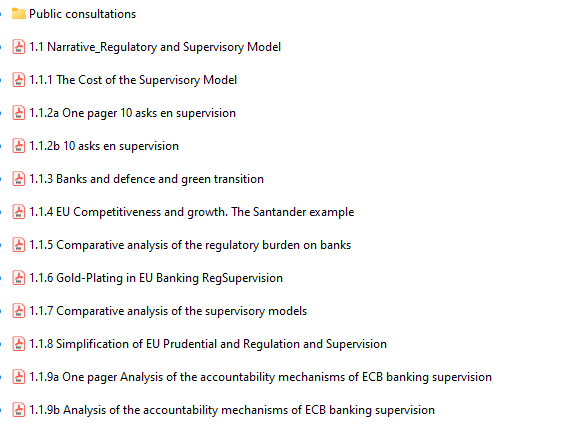 Public consultations
1.1 Narrative_Regulatory and Supervisory Model
1.1.1 The Cost of the Supervisory Model
1.1.2a One pager 10 asks en supervision
1.1.2b 10 asks en supervision
1.1.3 Banks and defence and green transition
1.1.4 EU Competitiveness and growth. The Santander example
1.1.5 Comparative analysis of the regulatory burden on banks
1.1.6 Gold-Plating in EU Banking RegSupervision
1.1.7 Comparative analysis of the supervisory models
1.1.8 Simplification of EU Prudential and Regulation and Supervision
1.1.9a One pager Analysis of the accountability mechanisms of ECB banking supervision
1.1.9b Analysis of the accountability mechanisms of ECB banking supervision